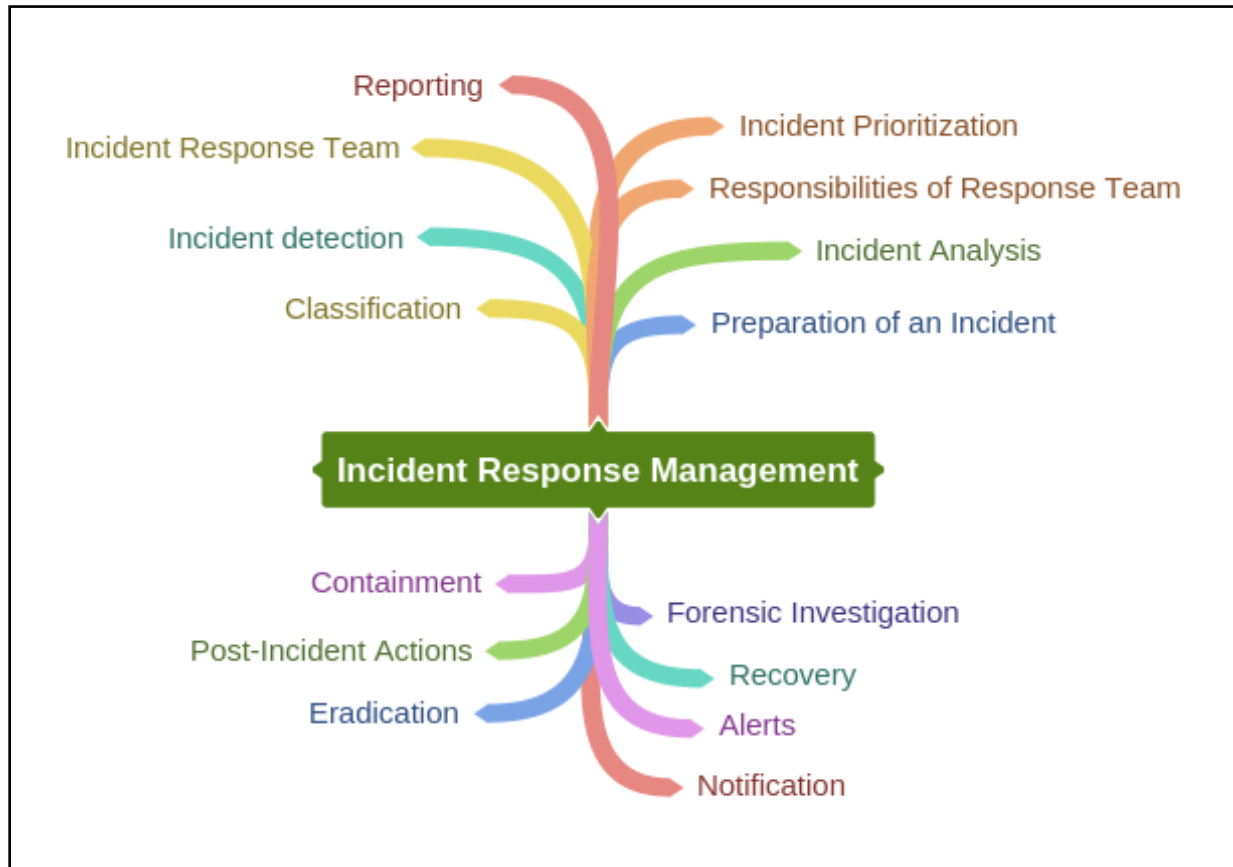 Reporting
Incident Prioritization
Incident Response Team
Responsibilities of Response Team
Incident detection
Incident Analysis
Classification
Preparation of an Incident
Incident Response Management
Containment
Forensic Investigation
Post-Incident Actions
Recovery
Eradication
Alerts
Notification